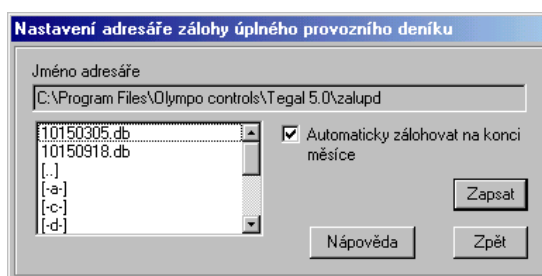 Nastavení adresáře zálohy úplného provozního deníku
Jméno adresáře
C:\Program Files\Olympo controls\Tegal 5.0\zalupd
10150305.db
10150918.db
[..]
[-a-]
[-c-]
[-d-]
Automaticky zálohovat na konci
měsíce
Zapsat
Nápověda
Zpět